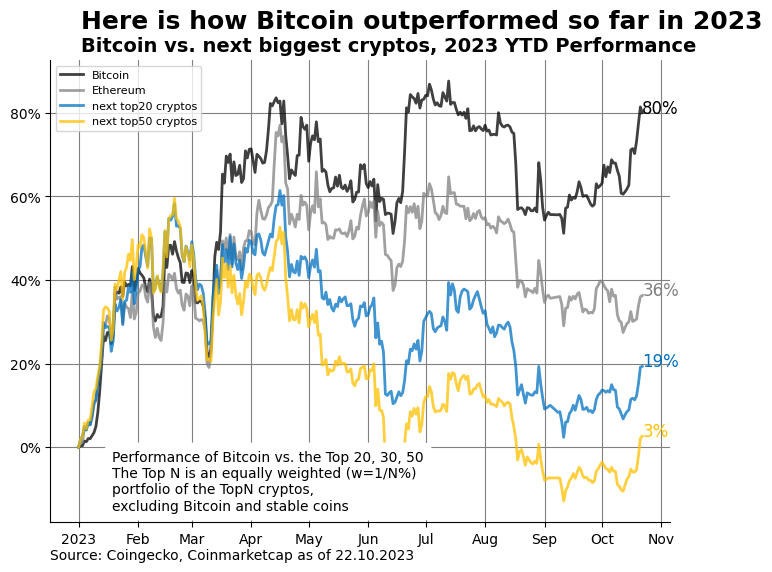 Here is how Bitcoin outperformed so far in 2023
Bitcoin vs. next biggest cryptos, 2023 YTD Performance
Bitcoin
Ethereum
next top20 cryptos
next top50 cryptos
80%
60%
40%
20%
0%
80%
36%
19%
3%
Performance of Bitcoin vs. the Top 20, 30, 50
The Top N is an equally weighted (w=1/N%)
portfolio of the TopN cryptos,
excluding Bitcoin and stable coins
2023 Feb Mar Apr May Jun Jul Aug Sep Oct Nov
Source: Coingecko, Coinmarketcap as of 22.10.2023